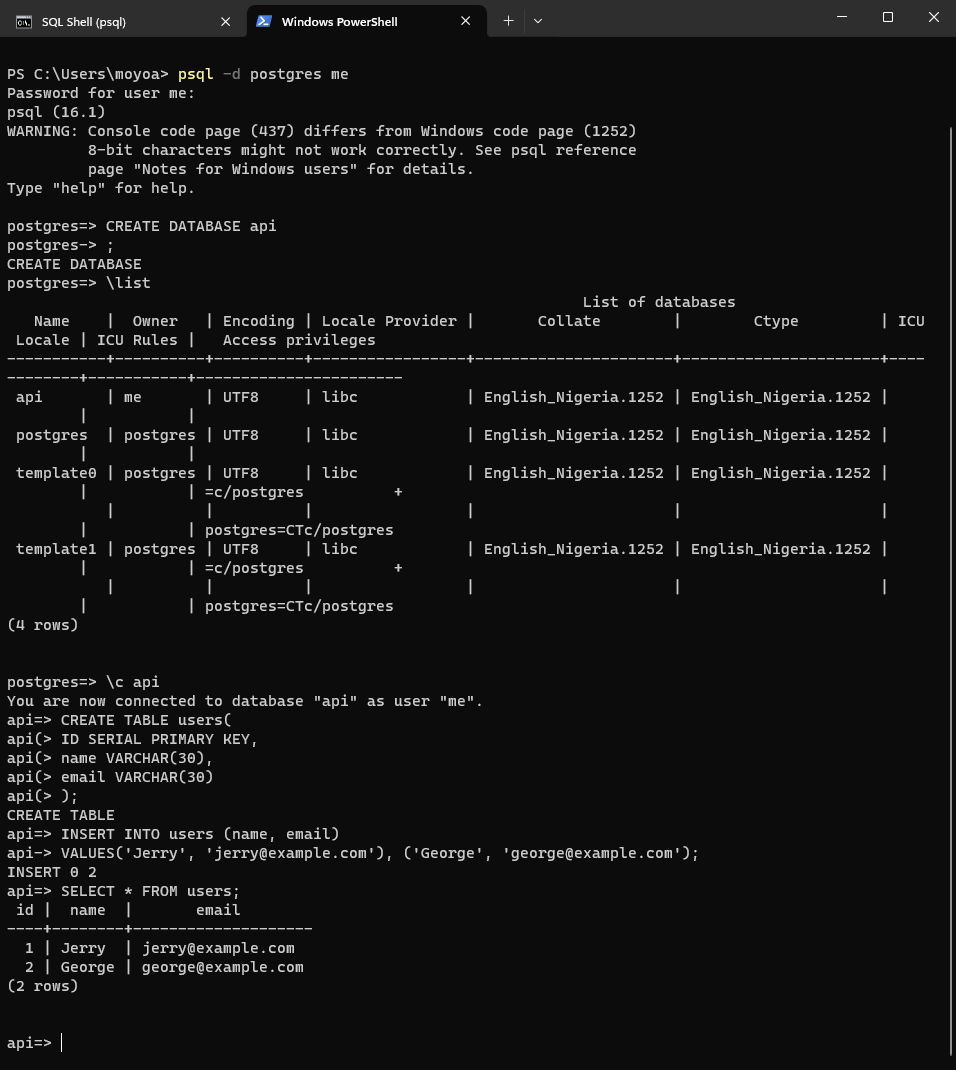 SQL Shell (psql)
Windows PowerShell
PS C:\Users\moyoa> psql -d postgres me
Password for user me:
psql (16.1)
WARNING: Console code page (437) differs from Windows code page (1252)
         8-bit characters might not work correctly. See psql reference
         page "Notes for Windows users" for details.
Type "help" for help.

postgres=> CREATE DATABASE api
postgres-> ;
CREATE DATABASE
postgres=> \list
                                                                List of databases
   Name    |  Owner   | Encoding | Locale Provider |       Collate        |        Ctype         | ICU
 Locale | ICU Rules |   Access privileges
-----------+----------+----------+-----------------+----------------------+----------------------+----
--------+-----------+-----------------------
 api       | me       | UTF8     | libc            | English_Nigeria.1252 | English_Nigeria.1252 |
        |           |
 postgres  | postgres | UTF8     | libc            | English_Nigeria.1252 | English_Nigeria.1252 |
        |           |
 template0 | postgres | UTF8     | libc            | English_Nigeria.1252 | English_Nigeria.1252 |
        |           | =c/postgres          +
           |          |          |                 |                      |                      |
        |           | postgres=CTc/postgres
 template1 | postgres | UTF8     | libc            | English_Nigeria.1252 | English_Nigeria.1252 |
        |           | =c/postgres          +
           |          |          |                 |                      |                      |
        |           | postgres=CTc/postgres
(4 rows)

postgres=> \c api
You are now connected to database "api" as user "me".
api=> CREATE TABLE users(
api(> ID SERIAL PRIMARY KEY,
api(> name VARCHAR(30),
api(> email VARCHAR(30)
api(> );
CREATE TABLE
api=> INSERT INTO users (name, email)
api-> VALUES('Jerry', 'jerry@example.com'), ('George', 'george@example.com');
INSERT 0 2
api=> SELECT * FROM users;
 id |  name  |       email
----+--------+--------------------
  1 | Jerry  | jerry@example.com
  2 | George | george@example.com
(2 rows)

api=>